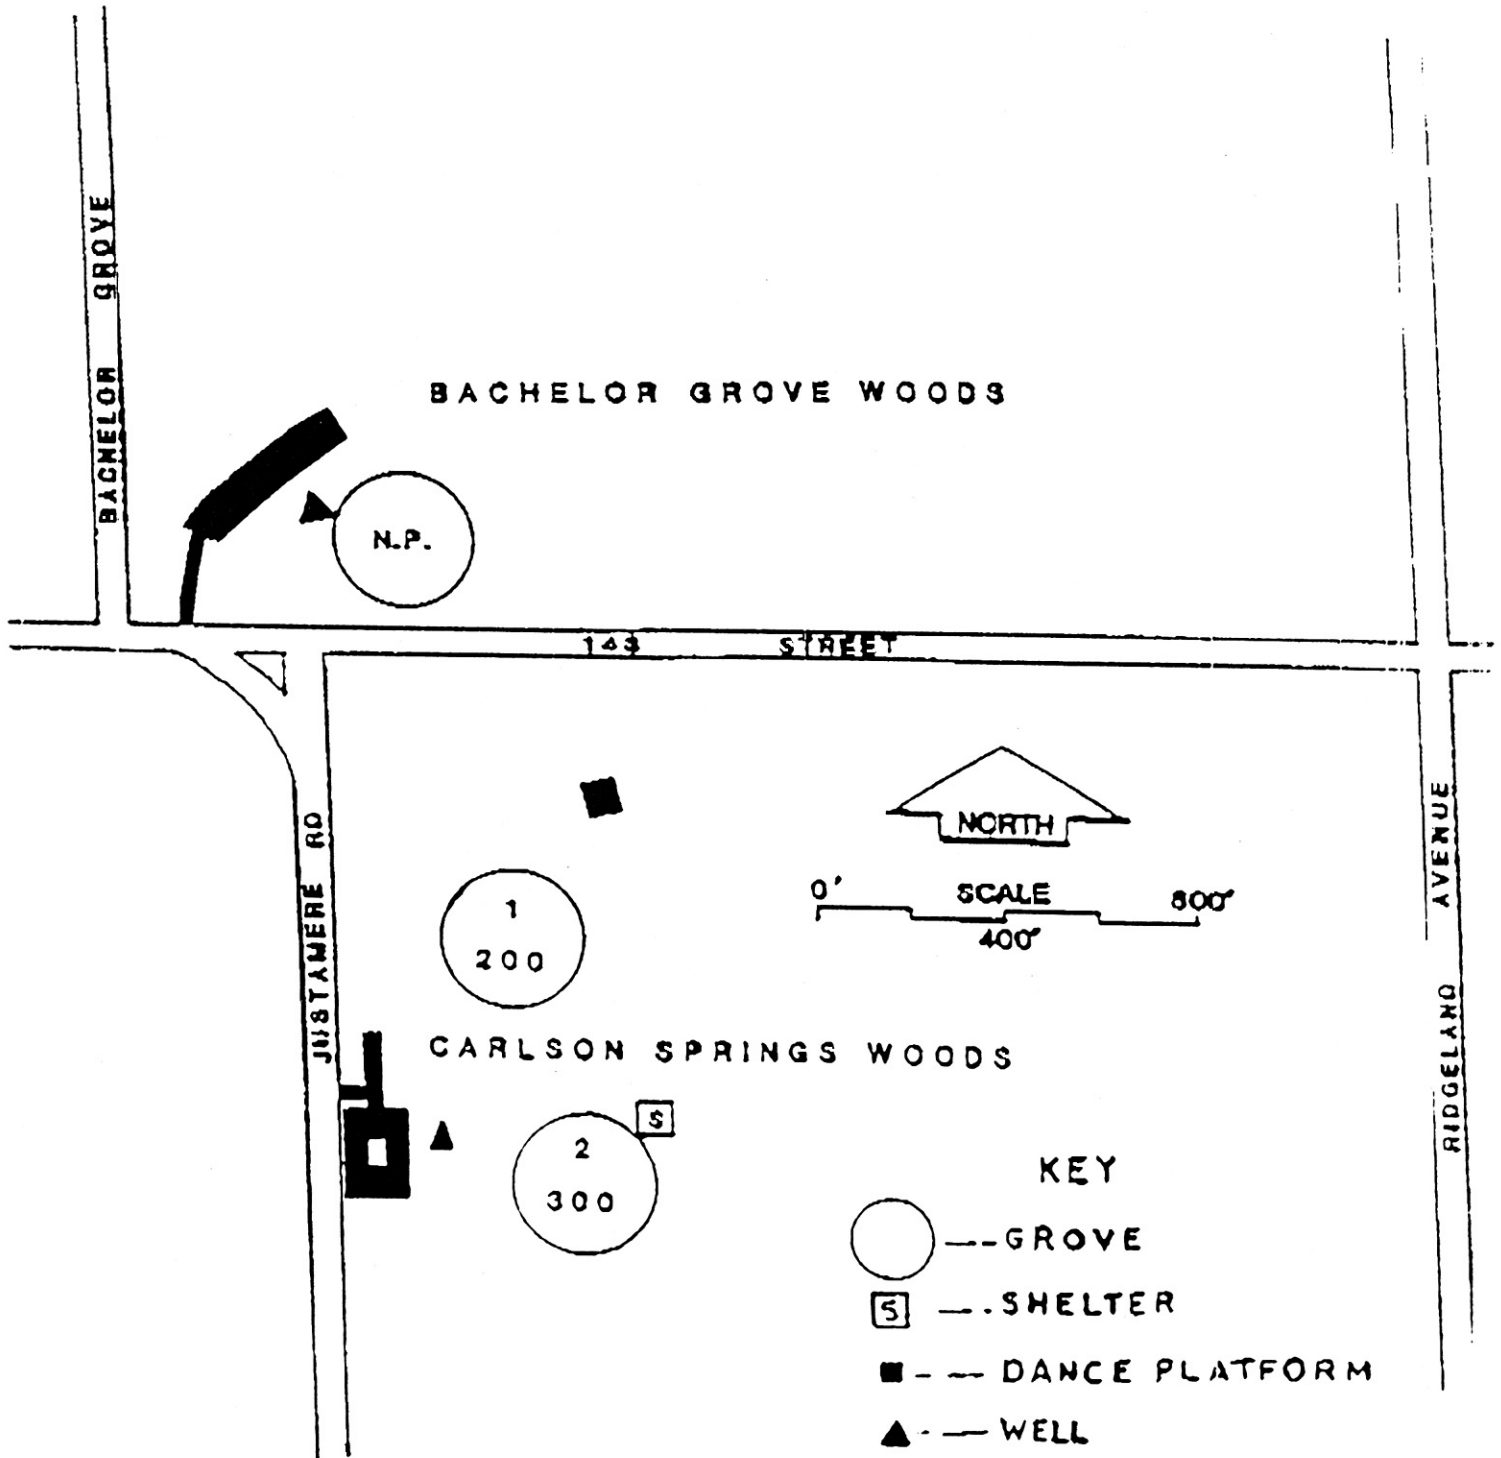 BACHELOR GROVE
BACHELOR GROVE WOODS
N.P.
143 STREET
JUSTAMERE RD
RIDGELAND AVENUE
NORTH
0' SCALE 800'
400'
1
200
CARLSON SPRINGS WOODS
S
2
300
KEY
GROVE
S SHELTER
DANCE PLATFORM
WELL